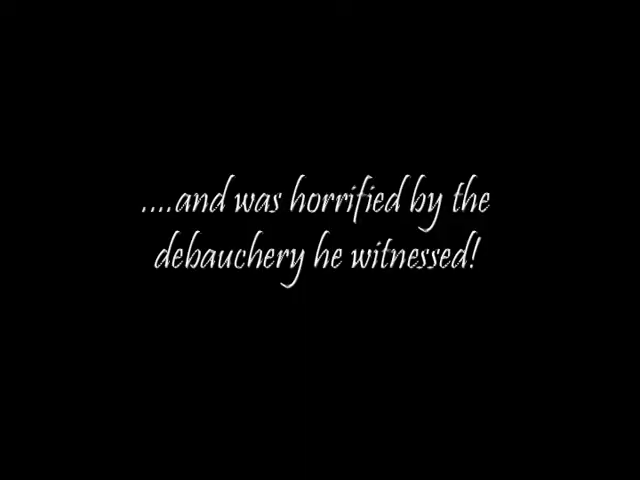 ....and was horrified by the
debauchery he witnessed!